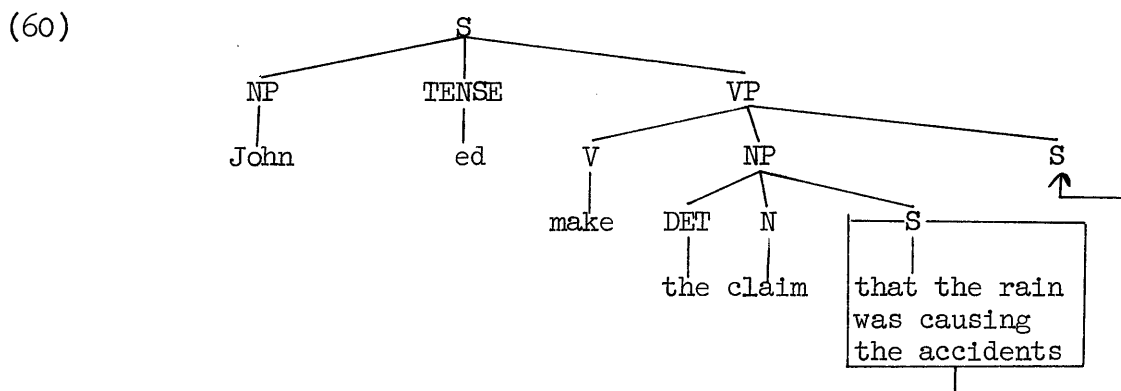 (60)
S
NP TENSE VP
John ed V NP S
make DET N S
the claim that the rain
was causing
the accidents